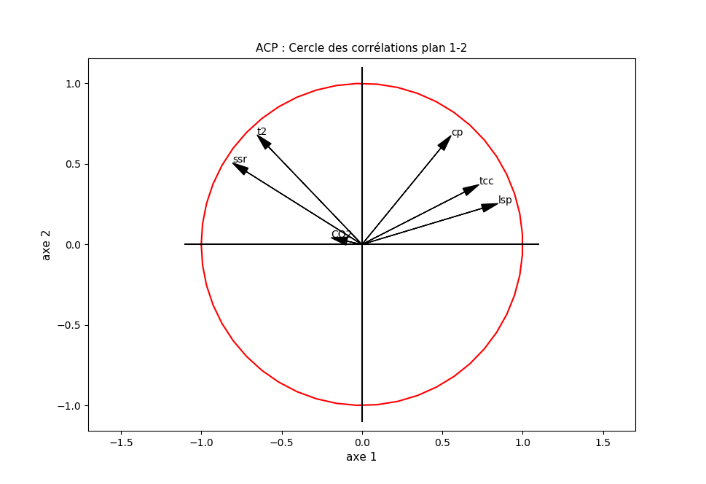 ACP : Cercle des corrélations plan 1-2
1.0
t2
cp
ssr
0.5
tcc
lsp
axe 2
CO2
0.0
−0.5
−1.0
−1.5
−1.0
−0.5
0.0
0.5
1.0
1.5
axe 1